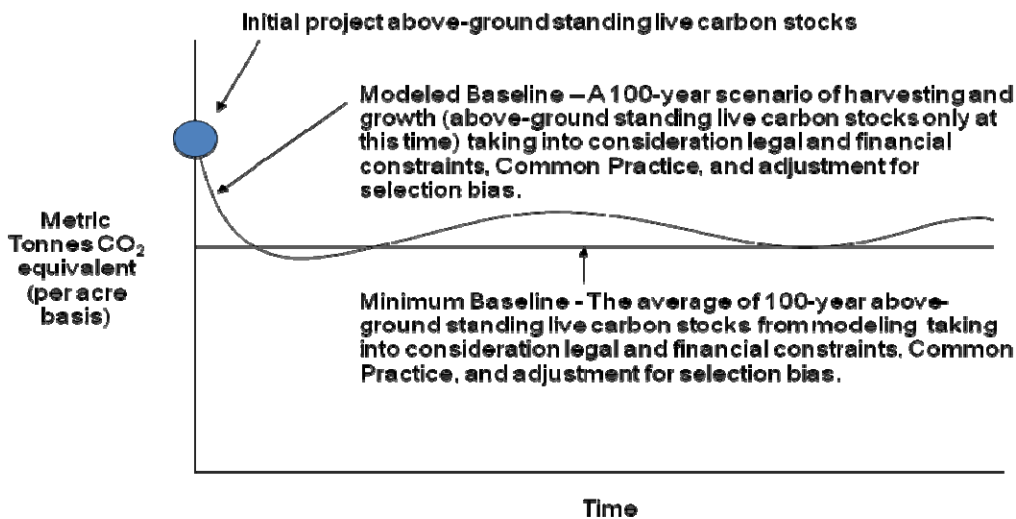 Initial project above-ground standing live carbon stocks
Modeled Baseline – A 100-year scenario of harvesting and
growth (above-ground standing live carbon stocks only at
this time) taking into consideration legal and financial
constraints, Common Practice, and adjustment for
selection bias.
Metric
Tonnes CO₂
equivalent
(per acre
basis)
Minimum Baseline - The average of 100-year above-
ground standing live carbon stocks from modeling taking
into consideration legal and financial constraints, Common
Practice, and adjustment for selection bias.
Time